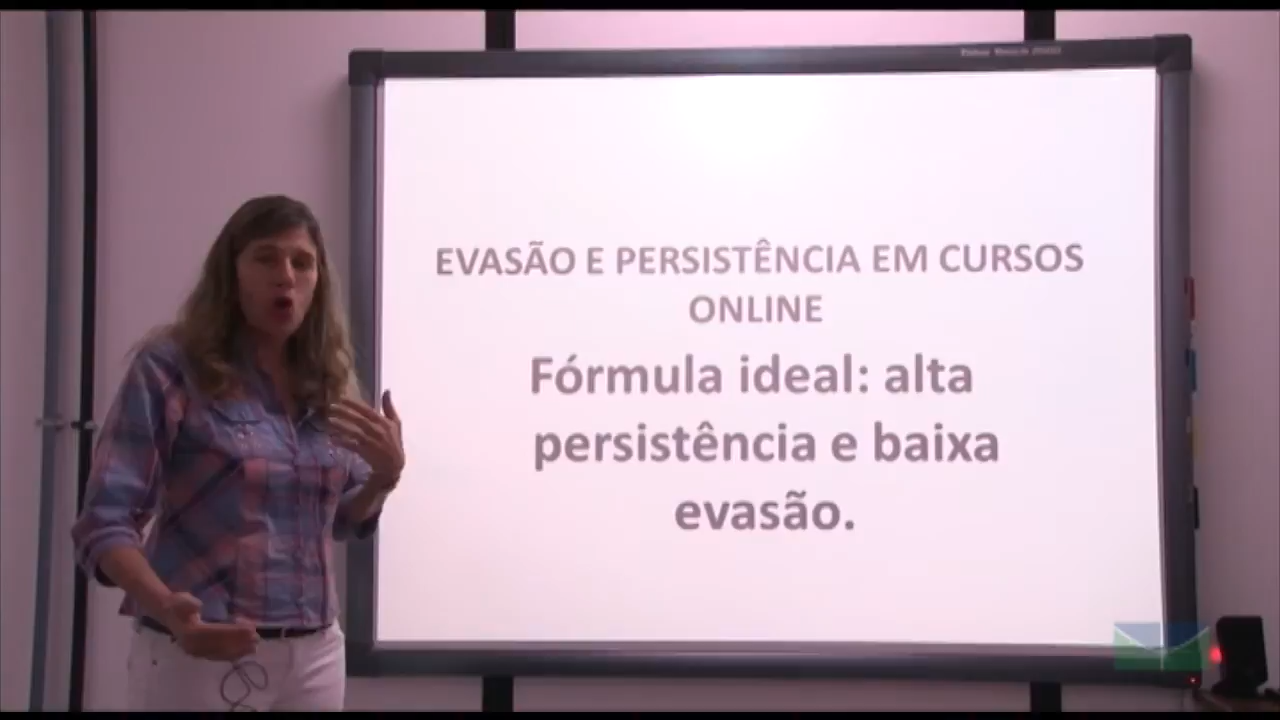 EVASÃO E PERSISTÊNCIA EM CURSOS
ONLINE
Fórmula ideal: alta
persistência e baixa
evasão.